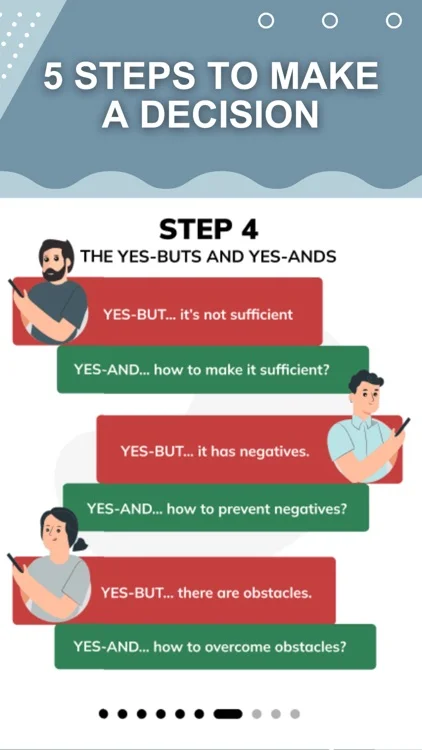 5 STEPS TO MAKE
A DECISION
STEP 4
THE YES-BUTS AND YES-ANDS
YES-BUT... it's not sufficient
YES-AND... how to make it sufficient?
YES-BUT... it has negatives.
YES-AND... how to prevent negatives?
YES-BUT... there are obstacles.
YES-AND... how to overcome obstacles?